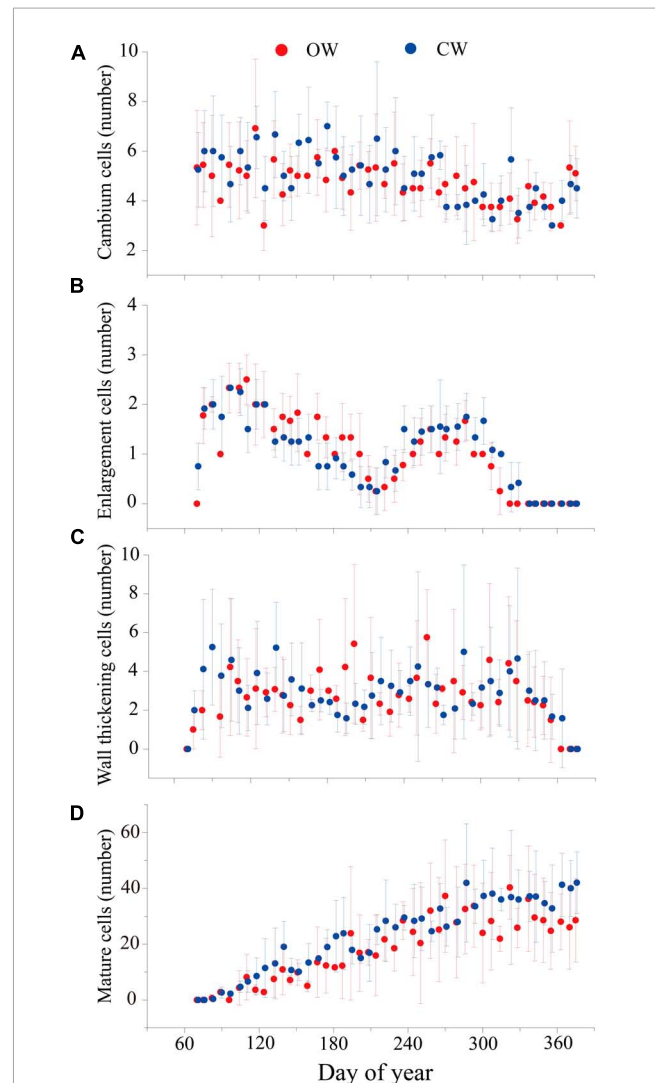 A
OW
CW
Cambium cells (number)
10
8
6
4
2
B
Enlargement cells (number)
4
3
2
1
0
C
Wall thickening cells (number)
10
8
6
4
2
0
D
Mature cells (number)
60
40
20
0
60 120 180 240 300 360
Day of year